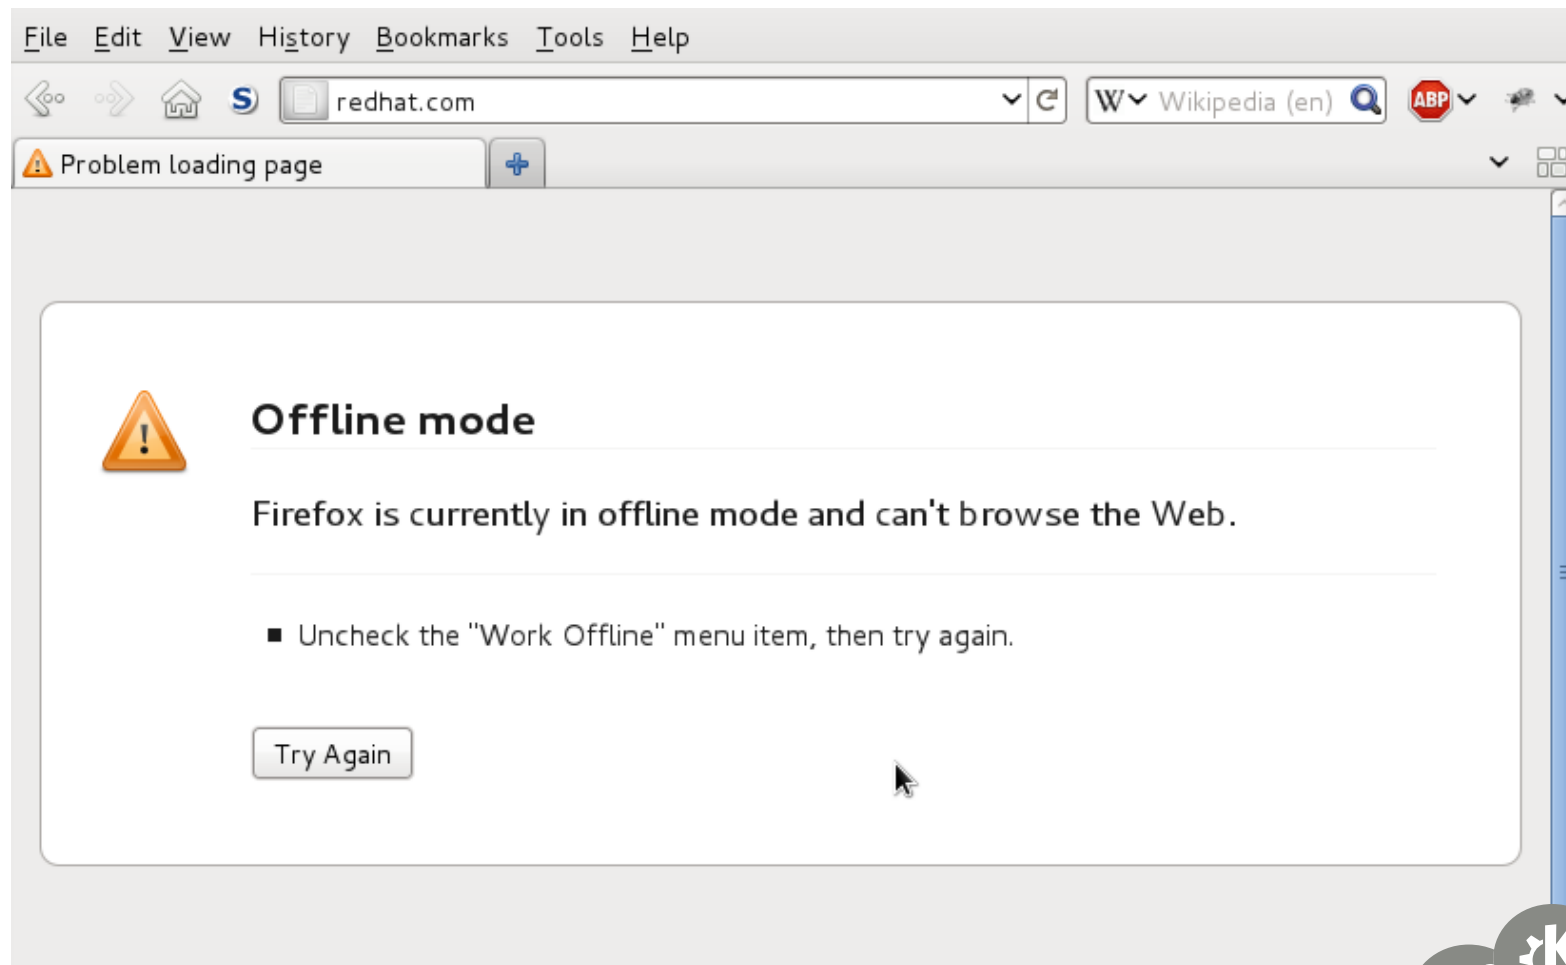 File Edit View History Bookmarks Tools Help
S redhat.com W Wikipedia (en) ABP
Problem loading page
Offline mode
Firefox is currently in offline mode and can't browse the Web.
Uncheck the "Work Offline" menu item, then try again.
Try Again
K